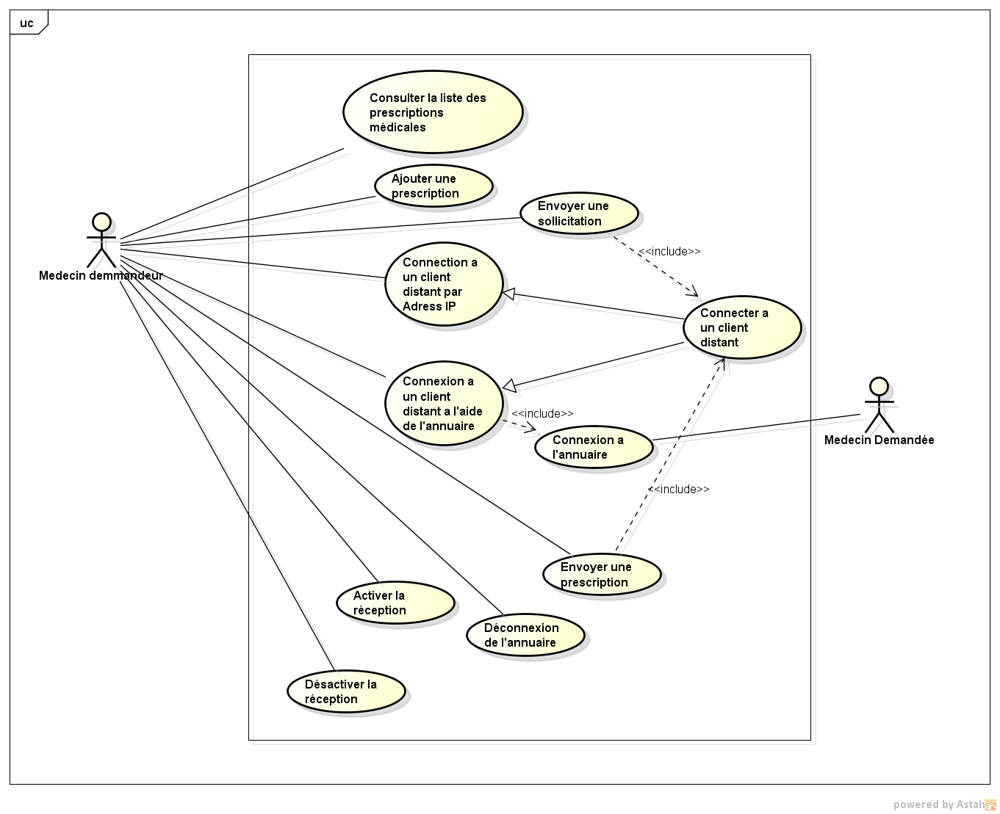 uc
Consulter la liste des
prescriptions
médicales
Ajouter une
prescription
Envoyer une
sollicitation
<<include>>
Medecin demmandeur
Connection a
un client
distant par
Adress IP
Connecter a
un client
distant
Connexion a
un client
distant a l'aide
de l'annuaire
<<include>>
Connexion a
l'annuaire
Medecin Demandée
<<include>>
Envoyer une
prescription
Activer la
réception
Déconnexion
de l'annuaire
Désactiver la
réception
powered by Astah